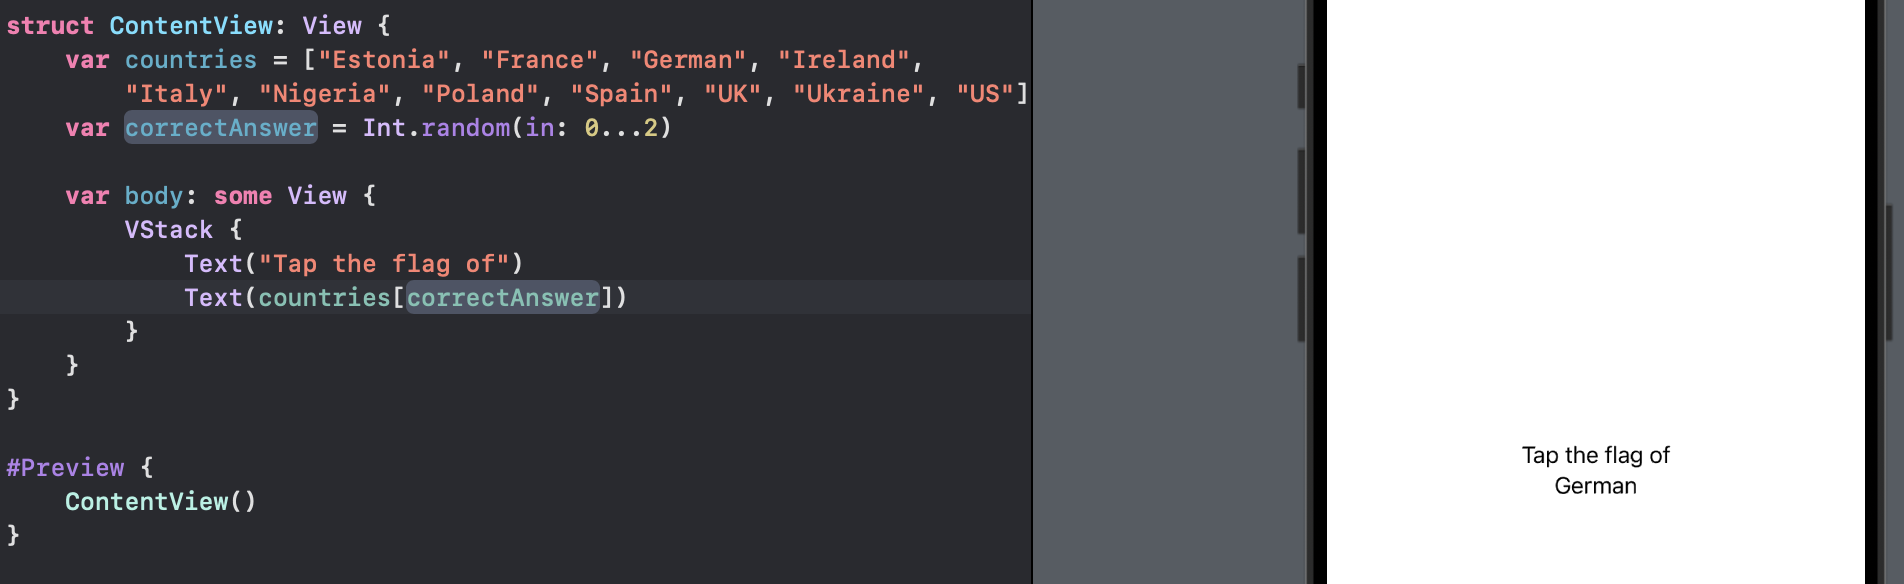 struct ContentView: View {
    var countries = ["Estonia", "France", "German", "Ireland",
        "Italy", "Nigeria", "Poland", "Spain", "UK", "Ukraine", "US"]
    var correctAnswer = Int.random(in: 0...2)
    var body: some View {
        VStack {
            Text("Tap the flag of")
            Text(countries[correctAnswer])
        }
    }
}
#Preview {
    ContentView()
}
Tap the flag of
German